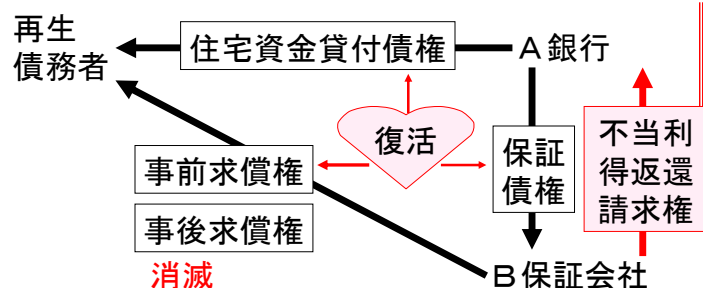 再生
債務者
住宅資金貸付債権
A銀行
復活
保証
債権
不当利
得返還
請求権
事前求償権
事後求償権
消滅
B保証会社